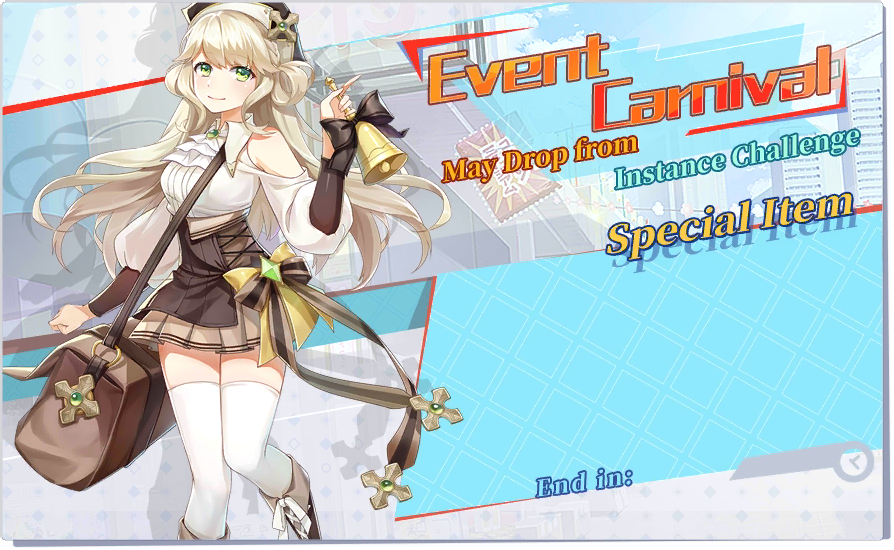 Event
Carnival
May Drop from
Instance Challenge
Special Item
End in: